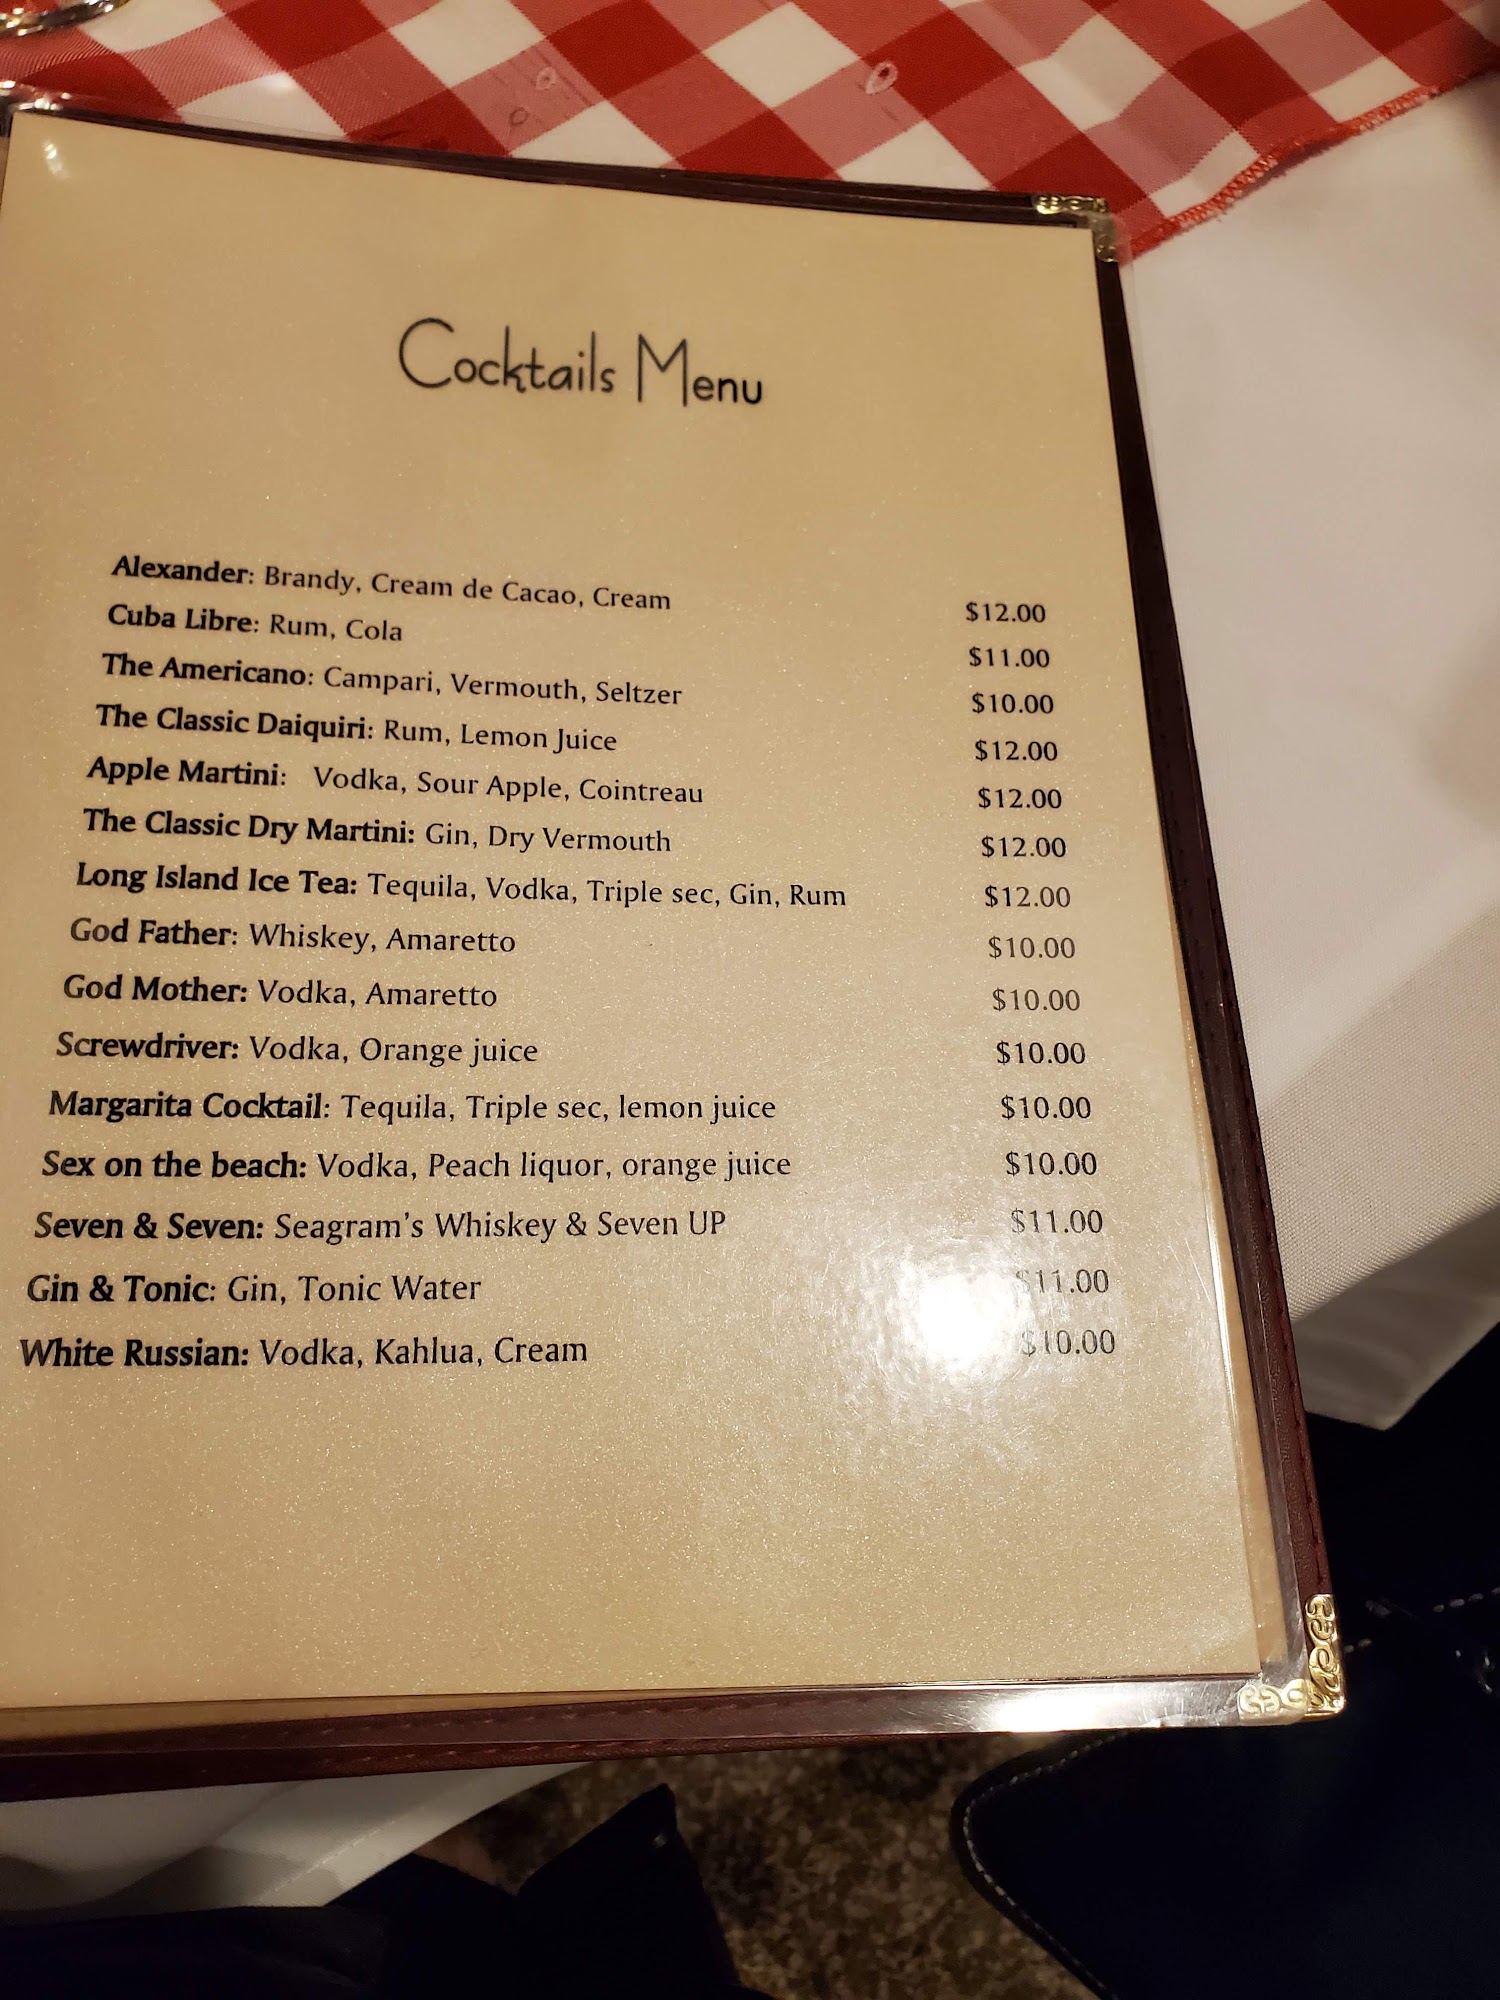 Cocktails Menu
Alexander: Brandy, Cream de Cacao, Cream $12.00
Cuba Libre: Rum, Cola $11.00
The Americano: Campari, Vermouth, Seltzer $10.00
The Classic Daiquiri: Rum, Lemon Juice $12.00
Apple Martini: Vodka, Sour Apple, Cointreau $12.00
The Classic Dry Martini: Gin, Dry Vermouth $12.00
Long Island Ice Tea: Tequila, Vodka, Triple sec, Gin, Rum $12.00
God Father: Whiskey, Amaretto $10.00
God Mother: Vodka, Amaretto $10.00
Screwdriver: Vodka, Orange juice $10.00
Margarita Cocktail: Tequila, Triple sec, lemon juice $10.00
Sex on the beach: Vodka, Peach liquor, orange juice $10.00
Seven & Seven: Seagram's Whiskey & Seven UP $11.00
Gin & Tonic: Gin, Tonic Water $11.00
White Russian: Vodka, Kahlua, Cream $10.00